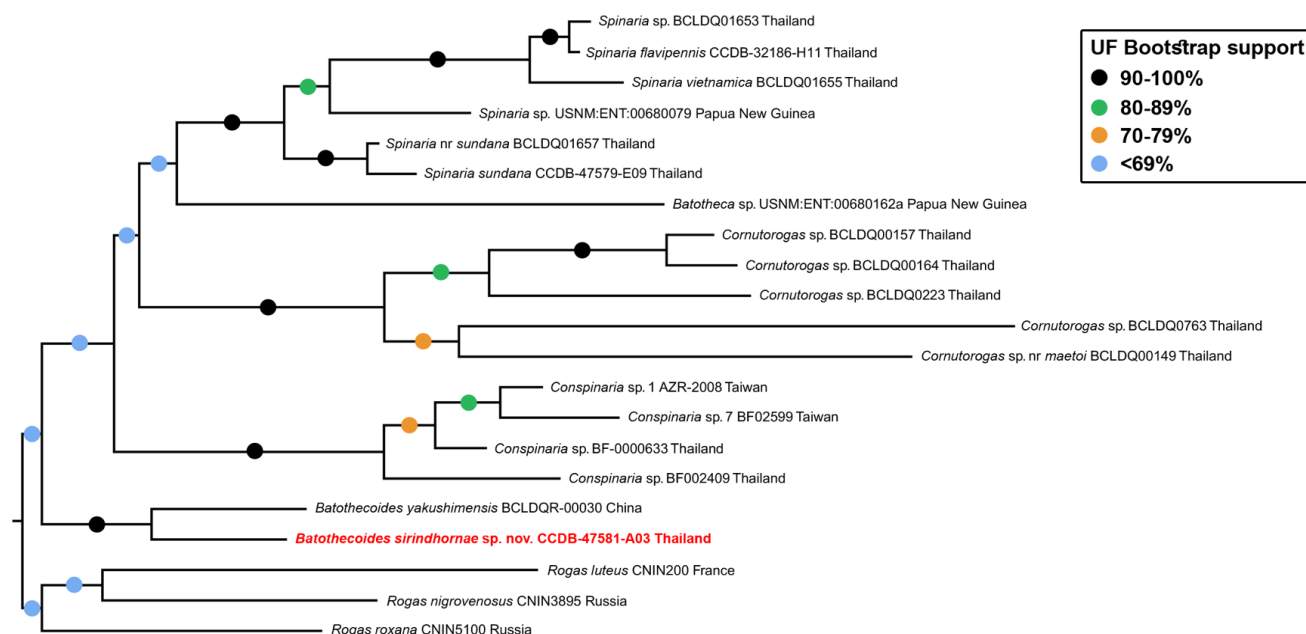 Spinaria sp. BCLDQ01653 Thailand
Spinaria flavipennis CCDB-32186-H11 Thailand
Spinaria vietnamica BCLDQ01655 Thailand
Spinaria sp. USNM:ENT:00680079 Papua New Guinea
Spinaria nr sundana BCLDQ01657 Thailand
Spinaria sundana CCDB-47579-E09 Thailand
Batotheca sp. USNM:ENT:00680162a Papua New Guinea
Cornutorogas sp. BCLDQ00157 Thailand
Cornutorogas sp. BCLDQ00164 Thailand
Cornutorogas sp. BCLDQ0223 Thailand
Cornutorogas sp. BCLDQ0763 Thailand
Cornutorogas sp. nr maetoi BCLDQ00149 Thailand
Conspinaria sp. 1 AZR-2008 Taiwan
Conspinaria sp. 7 BF02599 Taiwan
Conspinaria sp. BF-0000633 Thailand
Conspinaria sp. BF002409 Thailand
Batothecoides yakushimensis BCLDQR-00030 China
Batothecoides sirindhornae sp. nov. CCDB-47581-A03 Thailand
Rogas luteus CNIN200 France
Rogas nigrovenosus CNIN3895 Russia
Rogas roxana CNIN5100 Russia
UF Bootstrap support
90-100%
80-89%
70-79%
<69%